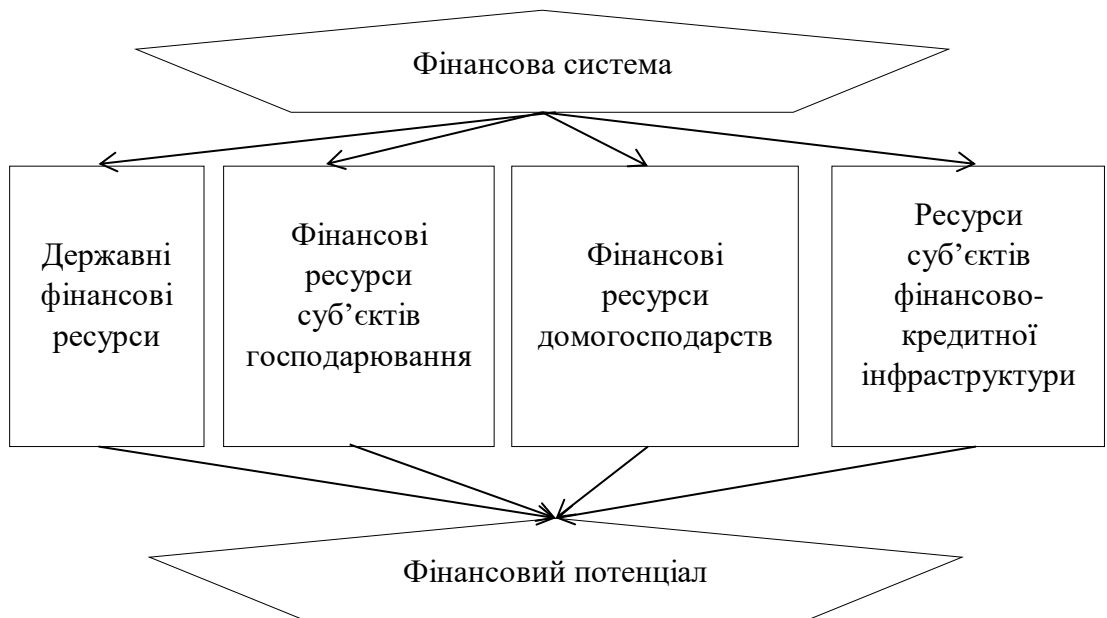 Фінансова система
Державні
фінансові
ресурси
Фінансові
ресурси
суб’єктів
господарювання
Фінансові
ресурси
домогосподарств
Ресурси
суб’єктів
фінансово-
кредитної
інфраструктури
Фінансовий потенціал